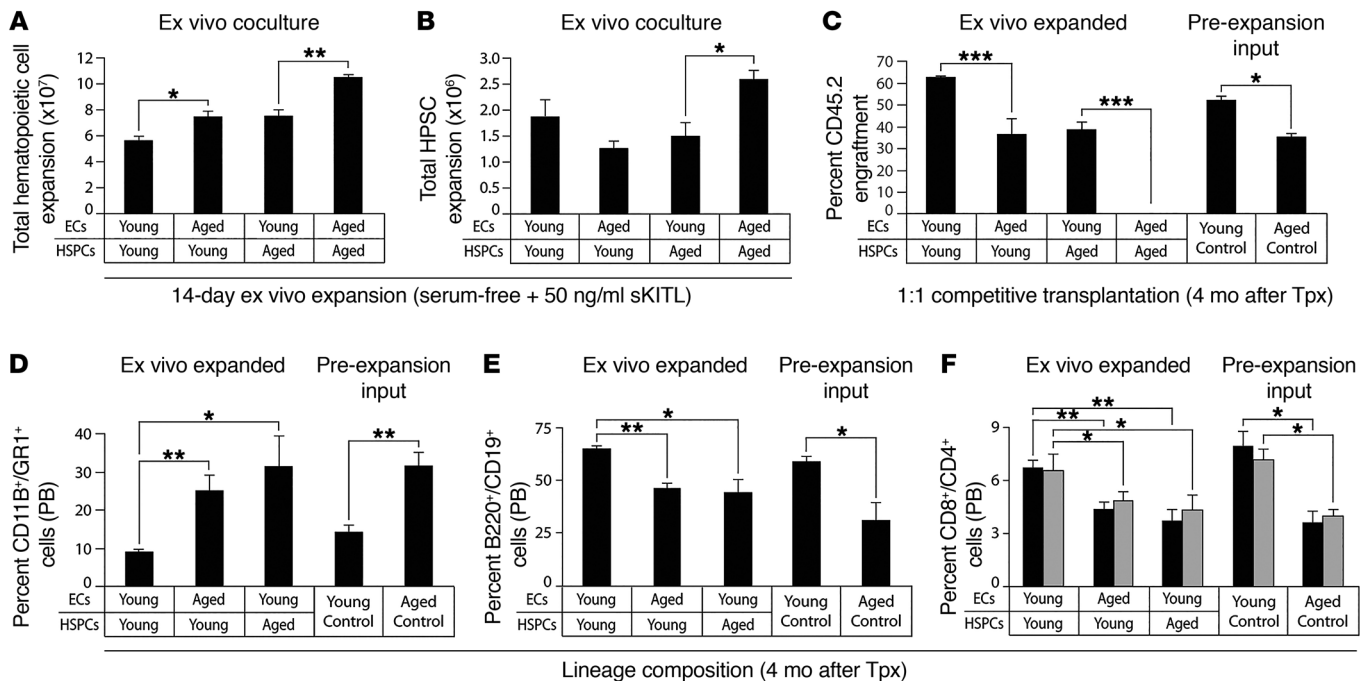 A
Ex vivo coculture
Total hematopoietic cell
expansion (x10⁷)
12
10
8
6
4
2
0
*
**
ECs Young Aged Young Aged
HSPCs Young Young Aged Aged
B
Ex vivo coculture
Total HPSC
expansion (x10⁶)
3.0
2.5
2.0
1.5
1.0
0.5
0
*
ECs Young Aged Young Aged
HSPCs Young Young Aged Aged
14-day ex vivo expansion (serum-free + 50 ng/ml sKITL)
C
Ex vivo expanded
Pre-expansion
input
Percent CD45.2
engraftment
70
60
50
40
30
20
10
0
***
***
*
ECs Young Aged Young Aged
HSPCs Young Young Aged Aged
Young
Control
Aged
Control
1:1 competitive transplantation (4 mo after Tpx)
D
Ex vivo expanded
Pre-expansion
input
Percent CD11B⁺/GR1⁺
cells (PB)
40
30
20
10
0
*
**
**
ECs Young Aged Young
HSPCs Young Young Aged
Young
Control
Aged
Control
E
Ex vivo expanded
Pre-expansion
input
Percent B220⁺/CD19⁺
cells (PB)
75
50
25
0
*
**
*
ECs Young Aged Young
HSPCs Young Young Aged
Young
Control
Aged
Control
F
Ex vivo expanded
Pre-expansion
input
Percent CD8⁺/CD4⁺
cells (PB)
9
6
3
0
**
**
*
*
*
*
ECs Young Aged Young
HSPCs Young Young Aged
Young
Control
Aged
Control
Lineage composition (4 mo after Tpx)